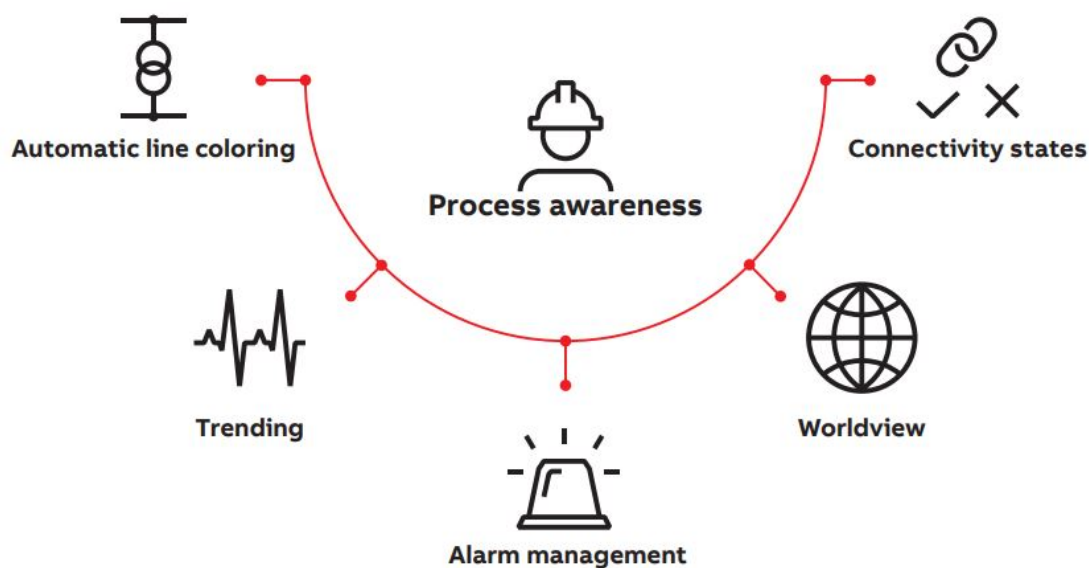 Automatic line coloring
Connectivity states
Process awareness
Trending
Worldview
Alarm management